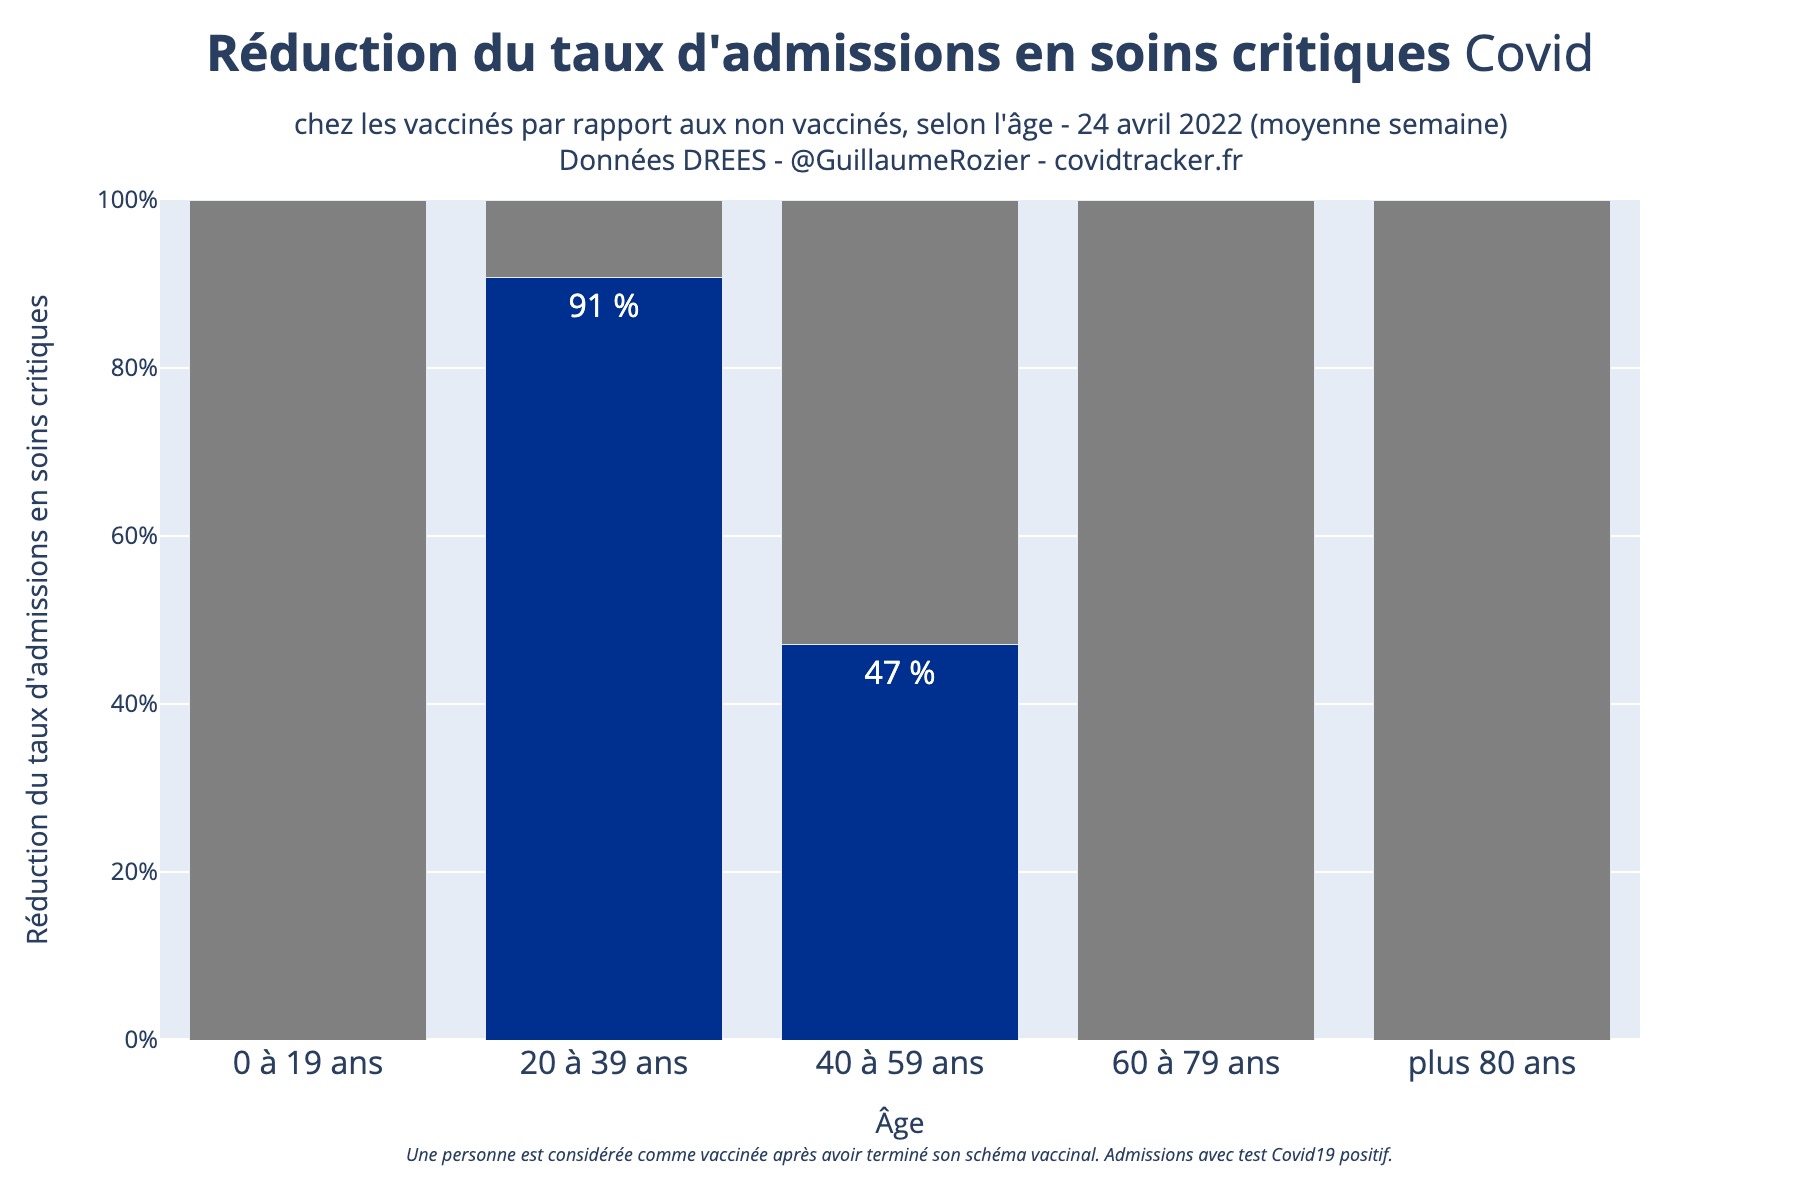 Réduction du taux d'admissions en soins critiques Covid
chez les vaccinés par rapport aux non vaccinés, selon l'âge - 24 avril 2022 (moyenne semaine)
Données DREES - @GuillaumeRozier - covidtracker.fr
Réduction du taux d'admissions en soins critiques
100%
80%
60%
40%
20%
0%
91 %
47 %
0 à 19 ans
20 à 39 ans
40 à 59 ans
60 à 79 ans
plus 80 ans
Âge
Une personne est considérée comme vaccinée après avoir terminé son schéma vaccinal. Admissions avec test Covid19 positif.